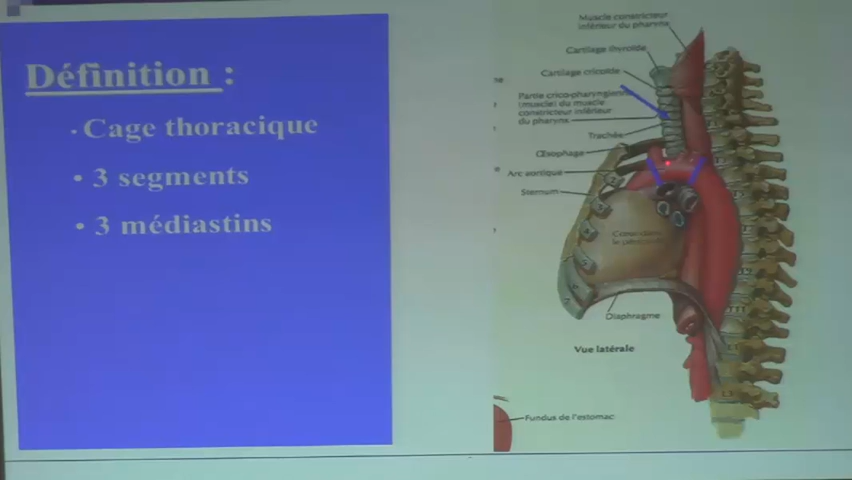 Définition :
• Cage thoracique
• 3 segments
• 3 médiastins
Muscle constricteur
inférieur du pharynx
Cartilage thyroïde
Cartilage cricoïde
Partie crico-pharyngienne
(muscle) du muscle
constricteur inférieur
du pharynx
Trachée
Œsophage
Arc aortique
Sternum
Diaphragme
Vue latérale
Fundus de l'estomac